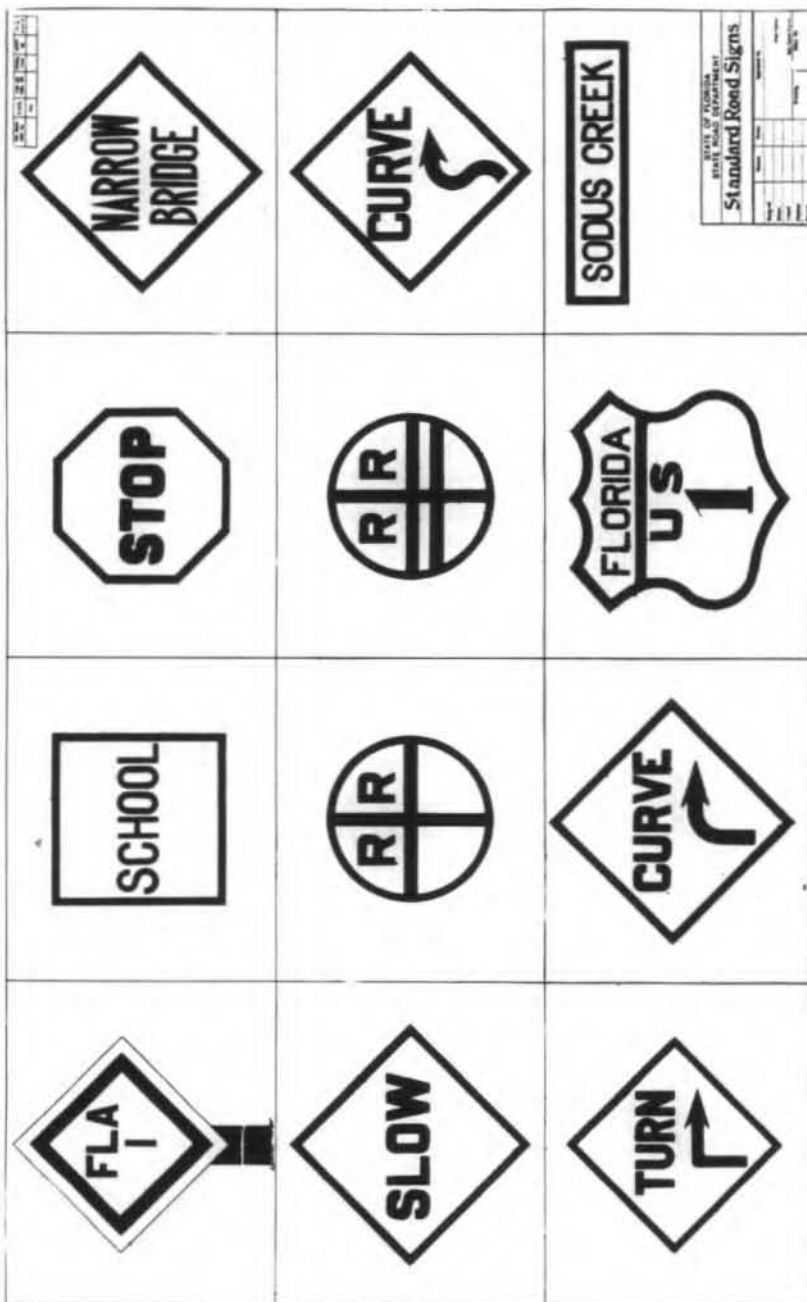 FLA
1
SCHOOL
STOP
NARROW
BRIDGE
SLOW
R R
R R
CURVE
TURN
CURVE
FLORIDA
US
1
SODUS CREEK
STATE OF FLORIDA
STATE ROAD DEPARTMENT
Standard Road Signs